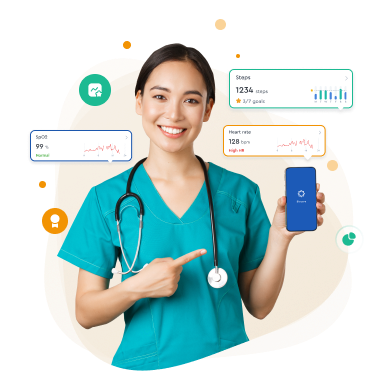 Steps
1234 steps
3/7 goals
SpO2
99 %
Normal
Heart rate
128 bpm
High HR